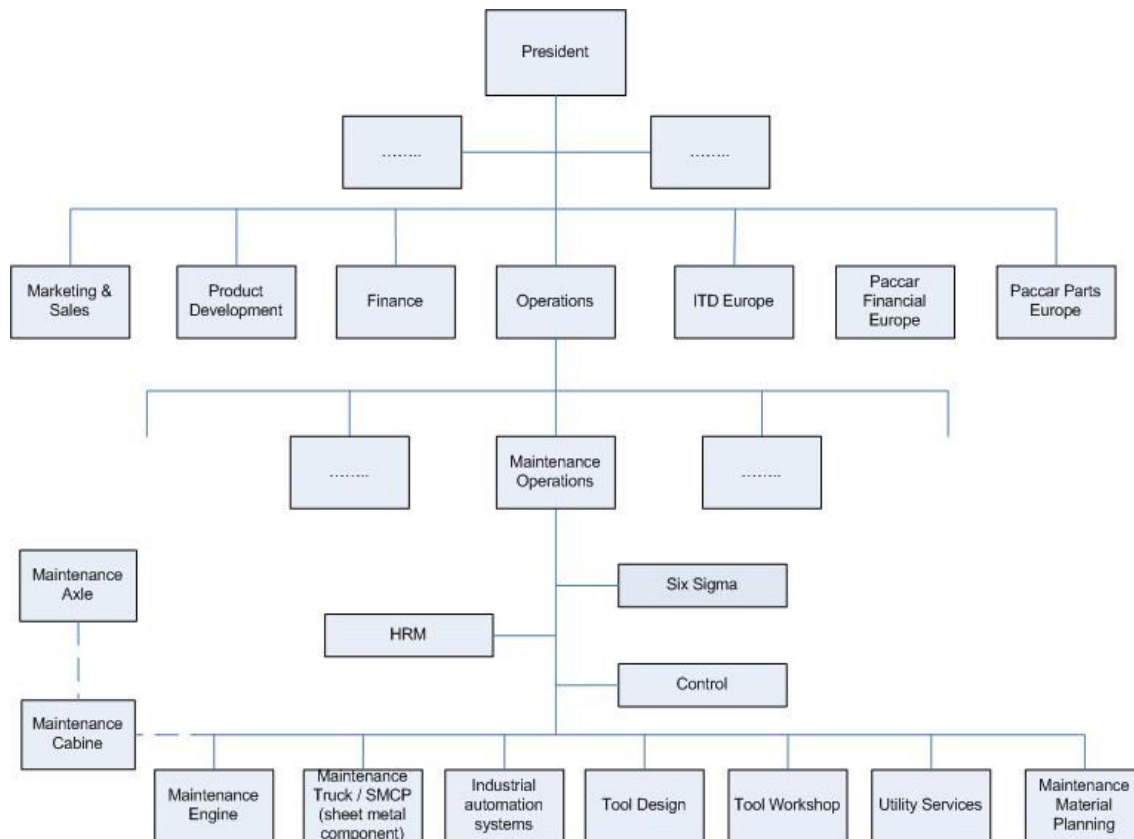 President
........
........
Marketing &
Sales
Product
Development
Finance
Operations
ITD Europe
Paccar
Financial
Europe
Paccar Parts
Europe
........
Maintenance
Operations
........
Maintenance
Axle
Six Sigma
HRM
Control
Maintenance
Cabine
Maintenance
Engine
Maintenance
Truck / SMCP
(sheet metal
component)
Industrial
automation
systems
Tool Design
Tool Workshop
Utility Services
Maintenance
Material
Planning